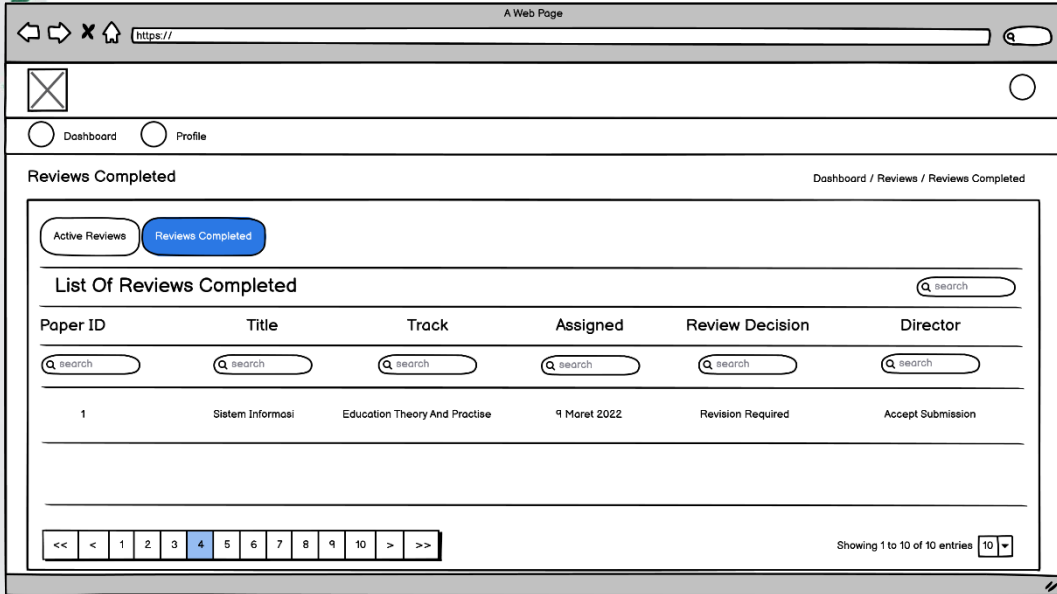 A Web Page
https://
Dashboard Profile
Reviews Completed Dashboard / Reviews / Reviews Completed
Active Reviews Reviews Completed
List Of Reviews Completed search
Paper ID Title Track Assigned Review Decision Director
search search search search search search
1 Sistem Informasi Education Theory And Practise 9 Maret 2022 Revision Required Accept Submission
<< < 1 2 3 4 5 6 7 8 9 10 > >> Showing 1 to 10 of 10 entries 10